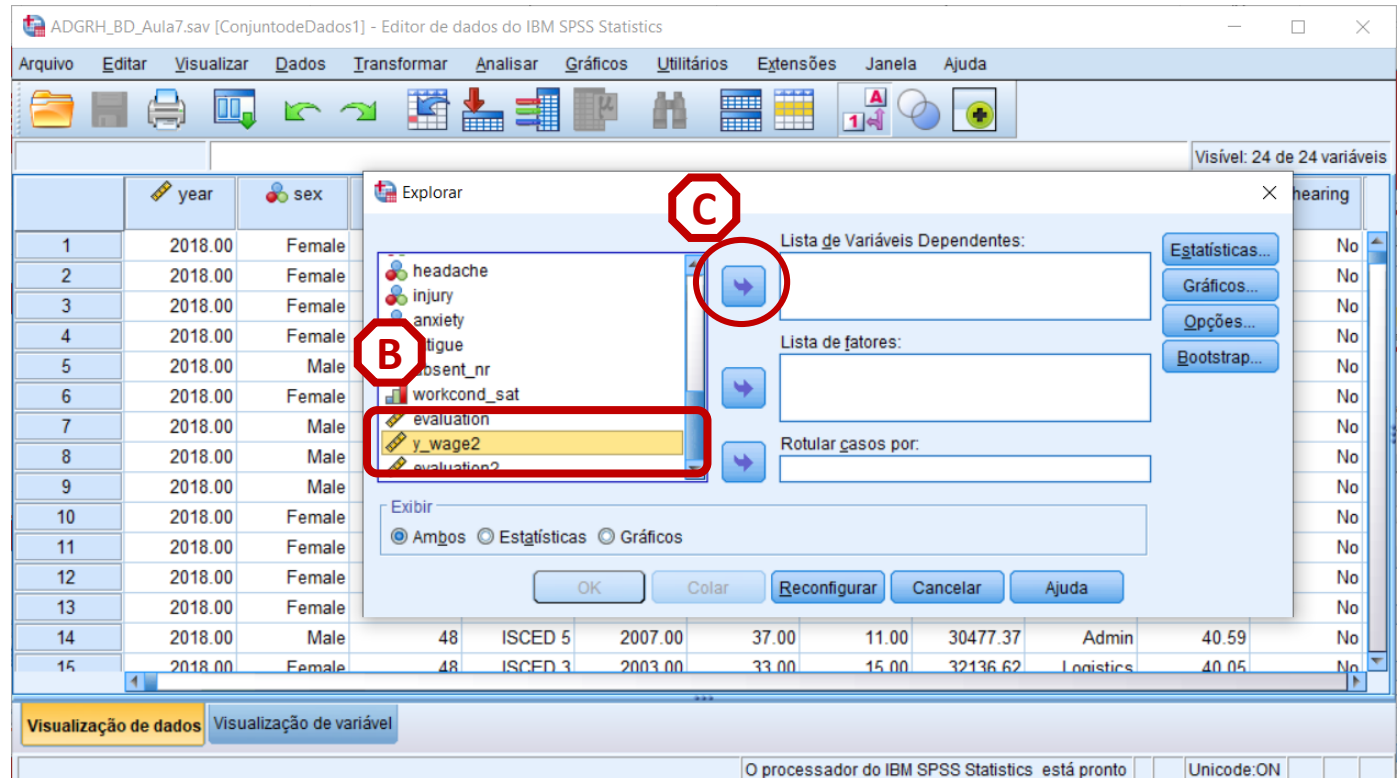 ADGRH_BD_Aula7.sav [ConjuntodeDados1] - Editor de dados do IBM SPSS Statistics
Arquivo Editar Visualizar Dados Transformar Analisar Gráficos Utilitários Extensões Janela Ajuda
Visível: 24 de 24 variáveis
year sex hearing
Explorar
C
Lista de Variáveis Dependentes:
headache
injury
anxiety
B
absent_nr
workcond_sat
evaluation
y_wage2
evaluation2
Lista de fatores:
Rotular casos por:
Estatísticas...
Gráficos...
Opções...
Bootstrap...
Exibir
Ambos Estatísticas Gráficos
OK Colar Reconfigurar Cancelar Ajuda
1 2018.00 Female No
2 2018.00 Female No
3 2018.00 Female No
4 2018.00 Female No
5 2018.00 Male No
6 2018.00 Female No
7 2018.00 Male No
8 2018.00 Male No
9 2018.00 Male No
10 2018.00 Female No
11 2018.00 Female No
12 2018.00 Female No
13 2018.00 Female No
14 2018.00 Male 48 ISCED 5 2007.00 37.00 11.00 30477.37 Admin 40.59 No
15 2018.00 Female 48 ISCED 3 2003.00 33.00 15.00 32136.62 Logistics 40.05 No
Visualização de dados Visualização de variável
O processador do IBM SPSS Statistics está pronto Unicode:ON